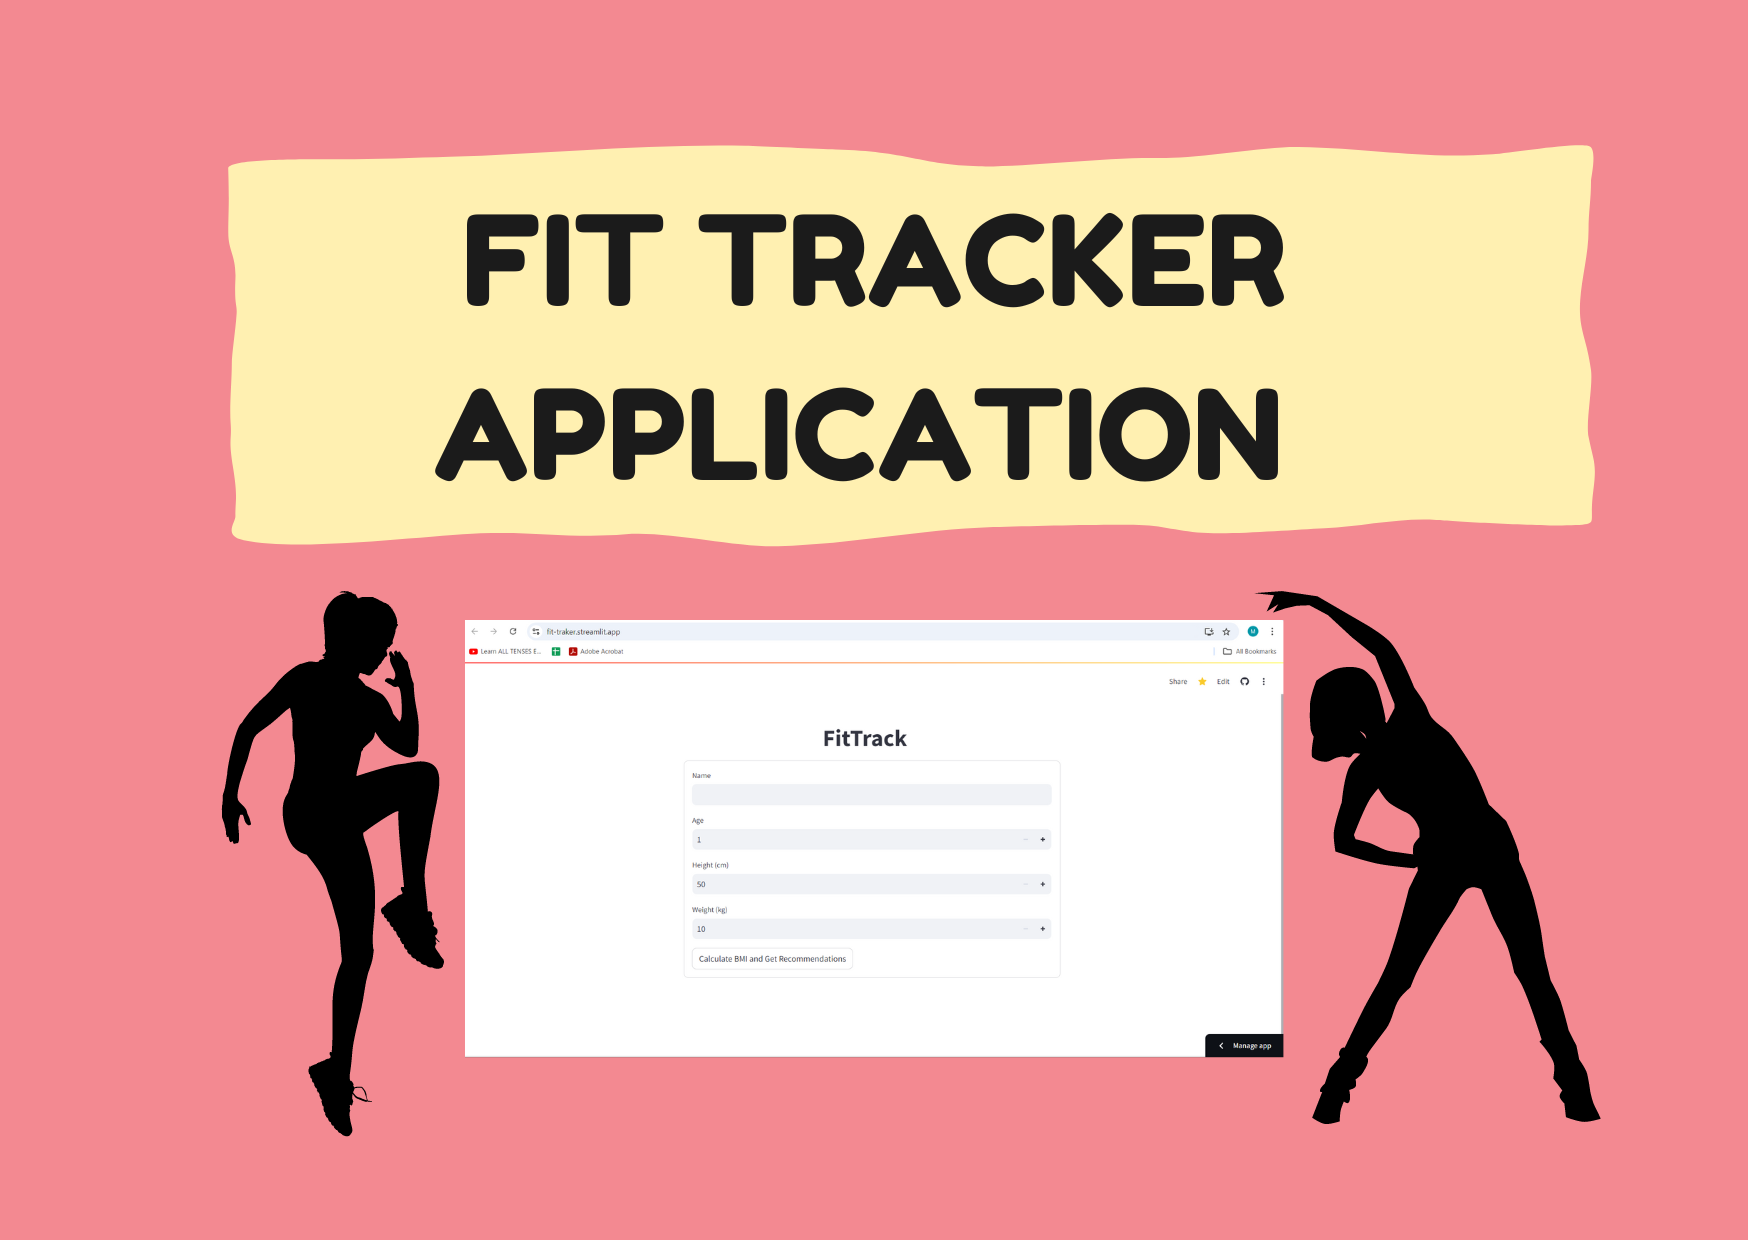 FIT TRACKER
APPLICATION
fit-traker.streamlit.app
Learn ALL TENSES E...
Adobe Acrobat
All Bookmarks
Share
Edit
FitTrack
Name
Age
1
Height (cm)
50
Weight (kg)
10
Calculate BMI and Get Recommendations
Manage app